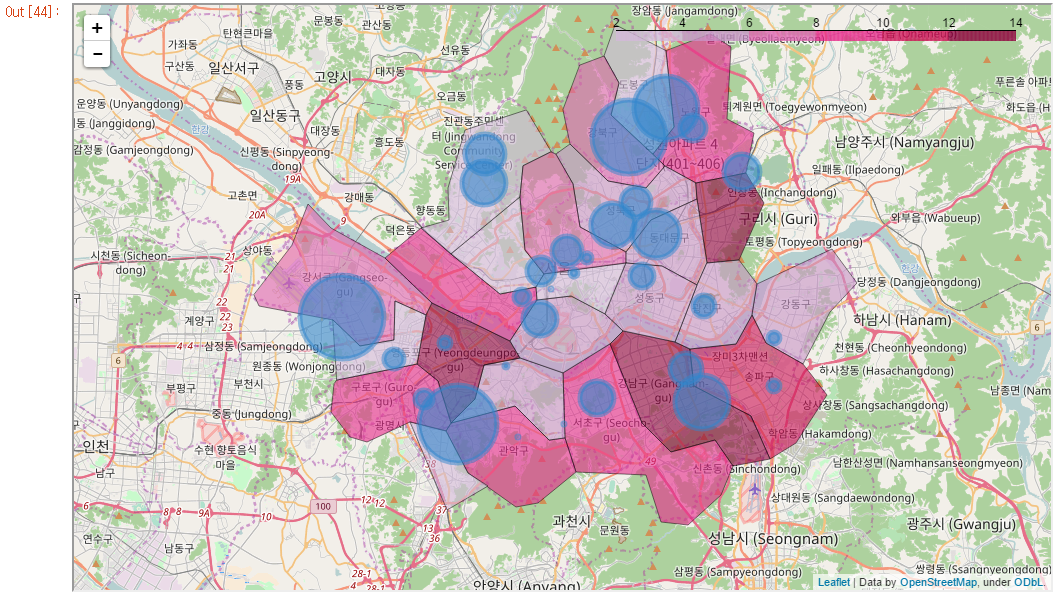 Out [44]:
+
−
장암동 (Jangamdong)
2 4 6 8 10 12 14
문봉동
관산동
탄현큰마을
가좌동
선유동
일산서구
대자동
구산동
풍동
고양시
오금동
운양동 (Unyangdong)
일산동구
진관동주민센
터 (Jingwandong
Community
Service Center)
도봉구
노원구
강북구
퇴계원면 (Toegyewonmyeon)
푸른솔 아파트
대장동
흥도동
(Janggidong)
한강
남양주시 (Namyangju)
감정동 (Gamjeongdong)
신평동 (Sinpyeong-
dong)
단지(401~406)
일패동 (Ilpaedong)
19A
고촌면
강매동
향동동
인창동(Inchangdong)
구리시 (Guri)
와부읍 (Wabueup)
20A
덕은동
동대문구
토평동 (Topyeongdong)
시천동 (Sicheon-
dong)
상야동
21
21
강서구 (Gangseo-
gu)
한강
당정동 (Dangjeongdong)
22
22
23
성동구
강동구
계양구
하남시 (Hanam)
6
4-4
삼정동 (Samjeongdong)
영등포구 (Yeongdeungpo-
gu)
6
원종동 (Wonjongdong)
장미3차맨션
천현동 (Cheonhyeondong)
부평구
부천시
구로구 (Guro-
gu)
강남구 (Gangnam-
gu)
송파구
하사창동 (Hasachangdong)
중동 (Jungdong)
광명시
서초구 (Seocho-
gu)
상사창동 (Sangsachangdong)
인천
수현 향토음식
마을
관악구
학암동 (Hakamdong)
남구
49
신촌동 (Sinchondong)
남한산성면 (Namhansanseongmyeon)
6
8
9A
10
100
12
12
상대원동 (Sangdaewondong)
37
13
36
과천시
문원동
광주시 (Gwangju)
연수구
남동구
성남시 (Seongnam)
28-1
28-1
안양시 (Anyang)
삼평동 (Sampyeongdong)
쌍령동 (Ssangnyeongdong)
Leaflet | Data by OpenStreetMap, under ODbL.